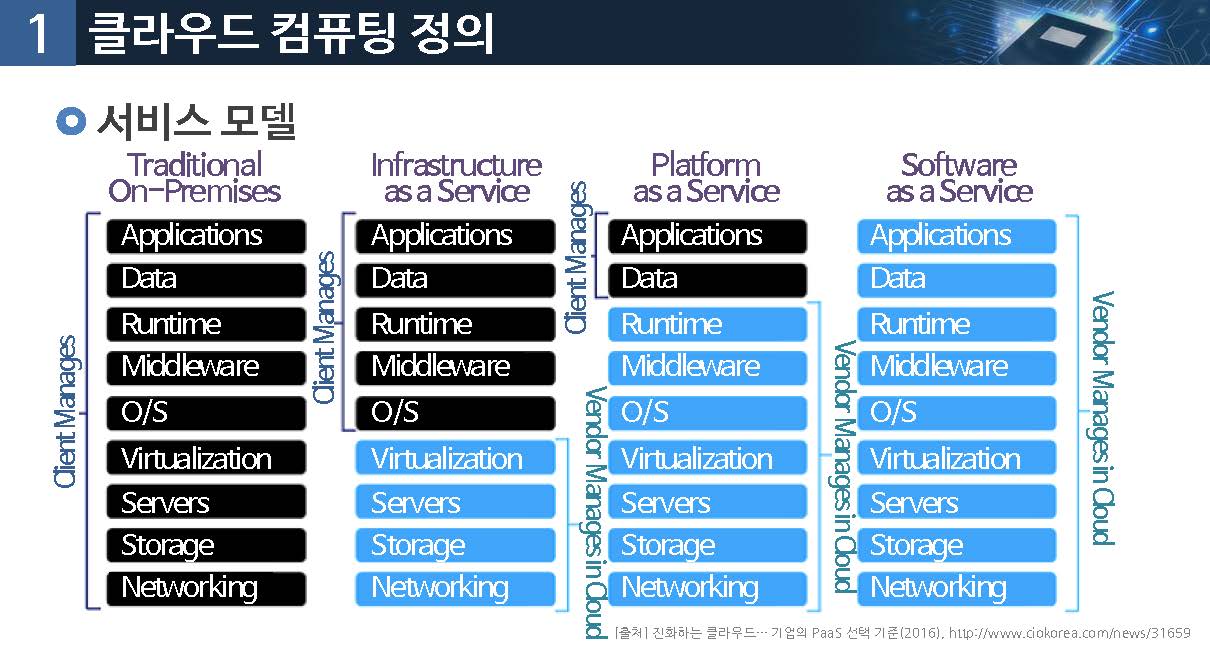 1 클라우드 컴퓨팅 정의
서비스 모델
Traditional
On-Premises
Client Manages
Applications
Data
Runtime
Middleware
O/S
Virtualization
Servers
Storage
Networking
Infrastructure
as a Service
Client Manages
Applications
Data
Runtime
Middleware
O/S
Virtualization
Servers
Storage
Networking
Vendor Manages in Cloud
Platform
as a Service
Client Manages
Applications
Data
Runtime
Middleware
O/S
Virtualization
Servers
Storage
Networking
Vendor Manages in Cloud
Software
as a Service
Applications
Data
Runtime
Middleware
O/S
Virtualization
Servers
Storage
Networking
Vendor Manages in Cloud
[출처] 진화하는 클라우드… 기업의 PaaS 선택 기준(2016), http://www.ciokorea.com/news/31659